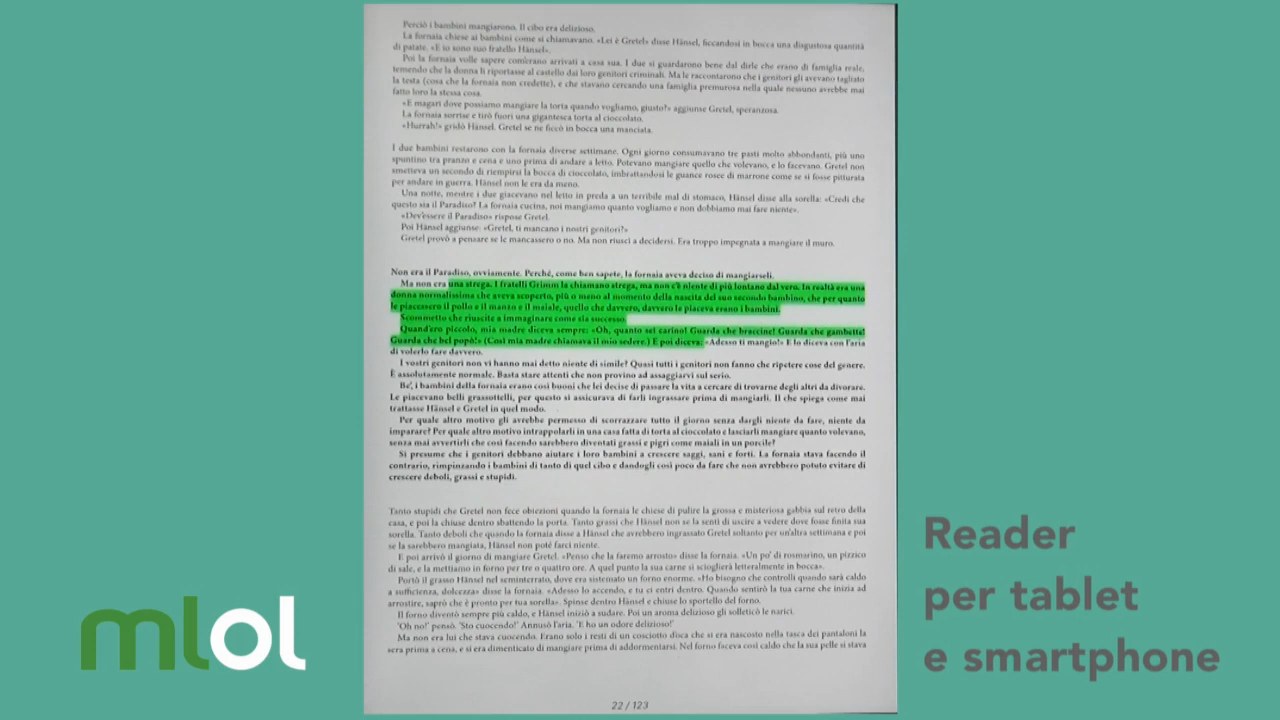 Perciò i bambini mangiarono. Il cibo era delizioso.
La fornaia chiese ai bambini come si chiamavano. «Lei è Gretel» disse Hänsel, ficcandosi in bocca una disgustosa quantità
di patate. «E io sono suo fratello Hänsel».
Poi la fornaia volle sapere com'erano arrivati a casa sua. I due si guardarono bene dal dirle che erano di famiglia reale,
temendo che la donna li riportasse al castello dai loro genitori criminali. Ma le raccontarono che i genitori gli avevano tagliato
la testa (cosa che la fornaia non credette), e che stavano cercando una famiglia premurosa nella quale nessuno avrebbe mai
fatto loro la stessa cosa.
«E magari dove possiamo mangiare la torta quando vogliamo, giusto?» aggiunse Gretel, speranzosa.
La fornaia sorrise e tirò fuori una gigantesca torta al cioccolato.
«Hurrah!» gridò Hänsel. Gretel se ne ficcò in bocca una manciata.
I due bambini restarono con la fornaia diverse settimane. Ogni giorno consumavano tre pasti molto abbondanti, più uno
spuntino tra pranzo e cena e uno prima di andare a letto. Potevano mangiare quello che volevano, e lo facevano. Gretel non
smetteva un secondo di riempirsi la bocca di cioccolato, imbrattandosi le guance rosee di marrone come se si fosse pitturata
per andare in guerra. Hänsel non le era da meno.
Una notte, mentre i due giacevano nel letto in preda a un terribile mal di stomaco, Hänsel disse alla sorella: «Credi che
questo sia il Paradiso? La fornaia cucina, noi mangiamo quanto vogliamo e non dobbiamo mai fare niente».
«Dev'essere il Paradiso» rispose Gretel.
Poi Hänsel aggiunse: «Gretel, ti mancano i nostri genitori?»
Gretel provò a pensare se le mancassero o no. Ma non riuscì a decidersi. Era troppo impegnata a mangiare il muro.
Non era il Paradiso, ovviamente. Perché, come ben sapete, la fornaia aveva deciso di mangiarseli.
Ma non era una strega. I fratelli Grimm la chiamano strega, ma non c'è niente di più lontano dal vero. In realtà era una
donna normalissima che aveva scoperto, più o meno al momento della nascita del suo secondo bambino, che per quanto
le piacessero il pollo e il manzo e il maiale, quello che davvero, davvero le piaceva erano i bambini.
Scommetto che riuscite a immaginare come sia successo.
Quand'ero piccolo, mia madre diceva sempre: «Oh, quanto sei carino! Guarda che braccine! Guarda che gambette!
Guarda che bel popò!» (Così mia madre chiamava il mio sedere.) E poi diceva: «Adesso ti mangio!» E lo diceva con l'aria
di volerlo fare davvero.
I vostri genitori non vi hanno mai detto niente di simile? Quasi tutti i genitori non fanno che ripetere cose del genere.
È assolutamente normale. Basta stare attenti che non provino ad assaggiarvi sul serio.
Be', i bambini della fornaia erano così buoni che lei decise di passare la vita a cercare di trovarne degli altri da divorare.
Le piacevano belli grassottelli, per questo si assicurava di farli ingrassare prima di mangiarli. Il che spiega come mai
trattasse Hänsel e Gretel in quel modo.
Per quale altro motivo gli avrebbe permesso di scorrazzare tutto il giorno senza dargli niente da fare, niente da
imparare? Per quale altro motivo intrappolarli in una casa fatta di torta al cioccolato e lasciarli mangiare quanto volevano,
senza mai avvertirli che così facendo sarebbero diventati grassi e pigri come maiali in un porcile?
Si presume che i genitori debbano aiutare i loro bambini a crescere saggi, sani e forti. La fornaia stava facendo il
contrario, rimpinzando i bambini di tanto di quel cibo e dandogli così poco da fare che non avrebbero potuto evitare di
crescere deboli, grassi e stupidi.
Tanto stupidi che Gretel non fece obiezioni quando la fornaia le chiese di pulire la grossa e misteriosa gabbia sul retro della
casa, e poi la chiuse dentro sbattendo la porta. Tanto grassi che Hänsel non se la sentì di uscire a vedere dove fosse finita sua
sorella. Tanto deboli che quando la fornaia disse a Hänsel che avrebbero ingrassato Gretel soltanto per un'altra settimana e poi
se la sarebbero mangiata, Hänsel non poté farci niente.
E poi arrivò il giorno di mangiare Gretel. «Penso che la faremo arrosto» disse la fornaia. «Un po' di rosmarino, un pizzico
di sale, e la mettiamo in forno per tre o quattro ore. A quel punto la sua carne si scioglierà letteralmente in bocca».
Portò il grasso Hänsel nel seminterrato, dove era sistemato un forno enorme. «Ho bisogno che controlli quando sarà caldo
a sufficienza, dolcezza» disse la fornaia. «Adesso lo accendo, e tu ci entri dentro. Quando sentirò la tua carne che inizia ad
arrostire, saprò che è pronto per tua sorella». Spinse dentro Hänsel e chiuse lo sportello del forno.
Il forno diventò sempre più caldo, e Hänsel iniziò a sudare. Poi un aroma delizioso gli solleticò le narici.
'Oh no!' pensò. 'Sto cuocendo!' Annusò l'aria. 'E ho un odore delizioso!'
Ma non era lui che stava cuocendo. Erano solo i resti di un cosciotto d'oca che si era nascosto nella tasca dei pantaloni la
sera prima a cena, e si era dimenticato di mangiare prima di addormentarsi. Nel forno faceva così caldo che la sua pelle si stava
22 / 123
mlol
Reader
per tablet
e smartphone